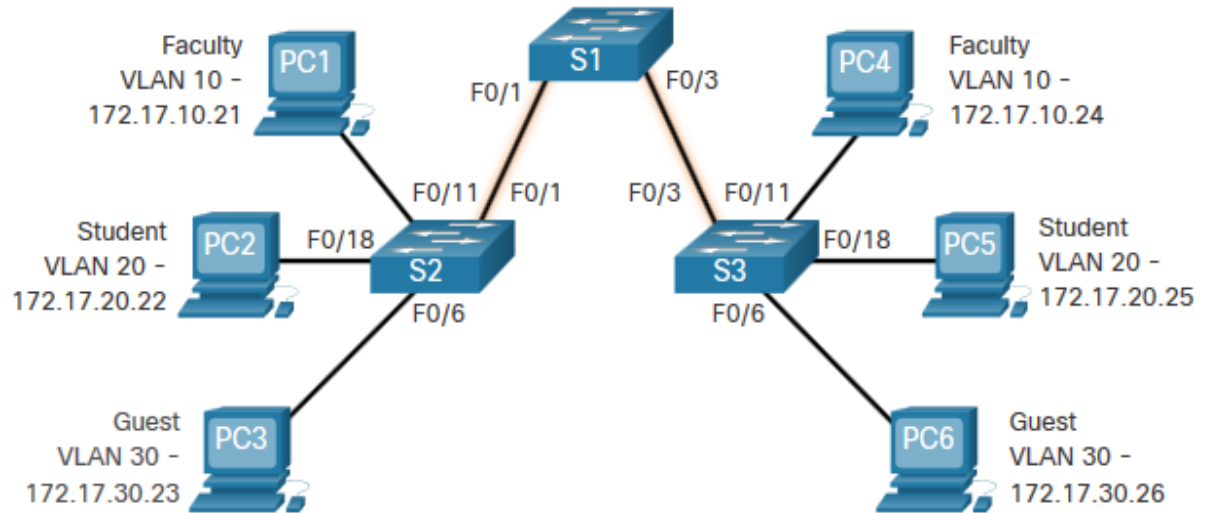 Faculty
VLAN 10 -
172.17.10.21
PC1
S1
F0/1
F0/3
PC4
Faculty
VLAN 10 -
172.17.10.24
F0/11
F0/1
F0/3
F0/11
Student
VLAN 20 -
172.17.20.22
PC2
F0/18
S2
F0/6
S3
F0/18
F0/6
PC5
Student
VLAN 20 -
172.17.20.25
Guest
VLAN 30 -
172.17.30.23
PC3
PC6
Guest
VLAN 30 -
172.17.30.26